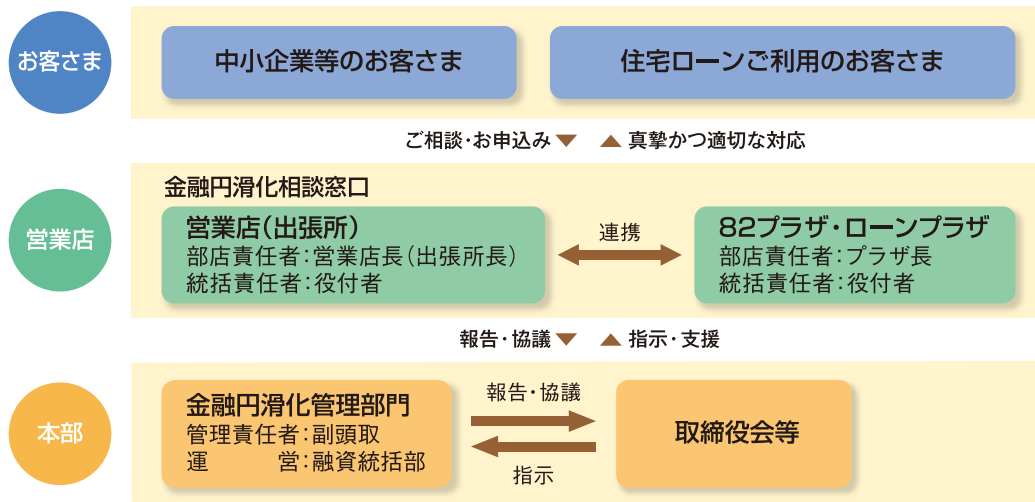 お客さま
中小企業等のお客さま
住宅ローンご利用のお客さま
ご相談・お申込み▼ ▲真摯かつ適切な対応
営業店
金融円滑化相談窓口
営業店（出張所）
部店責任者：営業店長（出張所長）
統括責任者：役付者
連携
82プラザ・ローンプラザ
部店責任者：プラザ長
統括責任者：役付者
報告・協議▼ ▲指示・支援
本部
金融円滑化管理部門
管理責任者：副頭取
運　　　営：融資統括部
報告・協議
指示
取締役会等